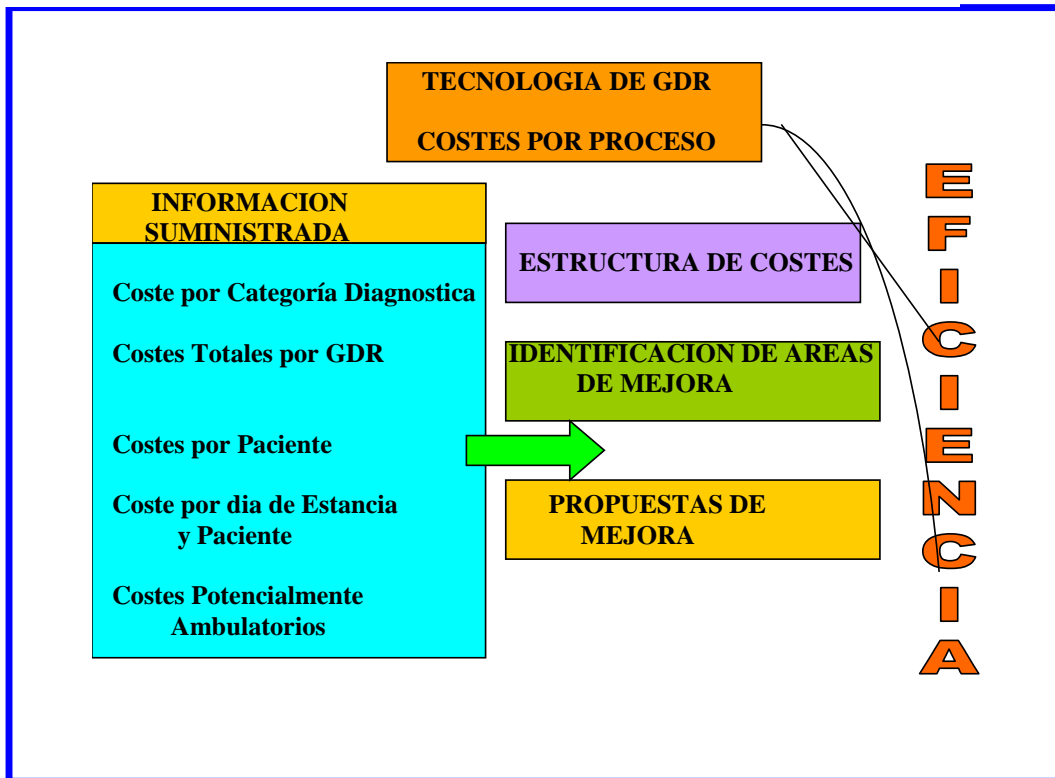 TECNOLOGIA DE GDR
COSTES POR PROCESO
INFORMACION
SUMINISTRADA
Coste por Categoría Diagnostica
Costes Totales por GDR
Costes por Paciente
Coste por dia de Estancia
y Paciente
Costes Potencialmente
Ambulatorios
ESTRUCTURA DE COSTES
IDENTIFICACION DE AREAS
DE MEJORA
PROPUESTAS DE
MEJORA
EFICIENCIA